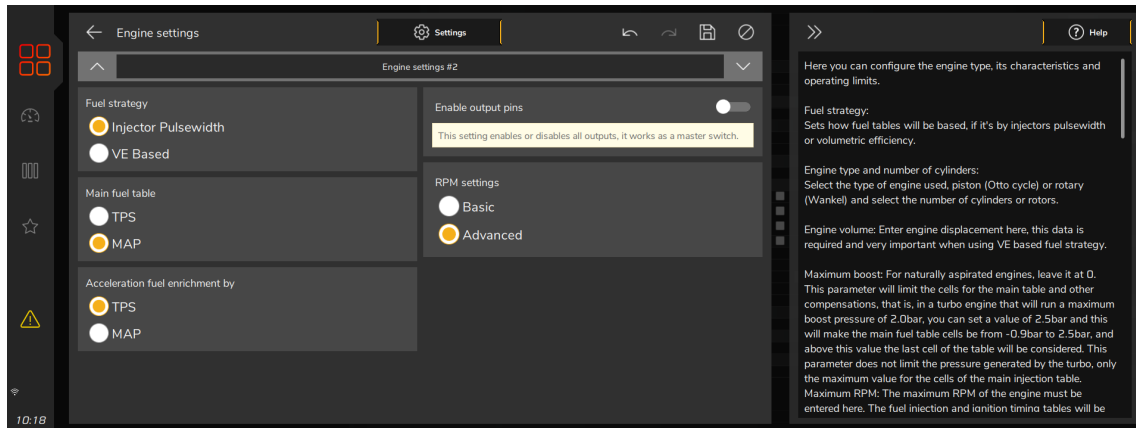 Engine settings
Settings
Help
Engine settings #2
Fuel strategy
Injector Pulsewidth
VE Based
Main fuel table
TPS
MAP
Acceleration fuel enrichment by
TPS
MAP
Enable output pins
This setting enables or disables all outputs, it works as a master switch.
RPM settings
Basic
Advanced
10:18
Here you can configure the engine type, its characteristics and
operating limits.
Fuel strategy:
Sets how fuel tables will be based, if it's by injectors pulsewidth
or volumetric efficiency.
Engine type and number of cylinders:
Select the type of engine used, piston (Otto cycle) or rotary
(Wankel) and select the number of cylinders or rotors.
Engine volume: Enter engine displacement here, this data is
required and very important when using VE based fuel strategy.
Maximum boost: For naturally aspirated engines, leave it at 0.
This parameter will limit the cells for the main table and other
compensations, that is, in a turbo engine that will run a maximum
boost pressure of 2.0bar, you can set a value of 2.5bar and this
will make the main fuel table cells be from -0.9bar to 2.5bar, and
above this value the last cell of the table will be considered. This
parameter does not limit the pressure generated by the turbo, only
the maximum value for the cells of the main injection table.
Maximum RPM: The maximum RPM of the engine must be
entered here. The fuel injection and ignition timing tables will be